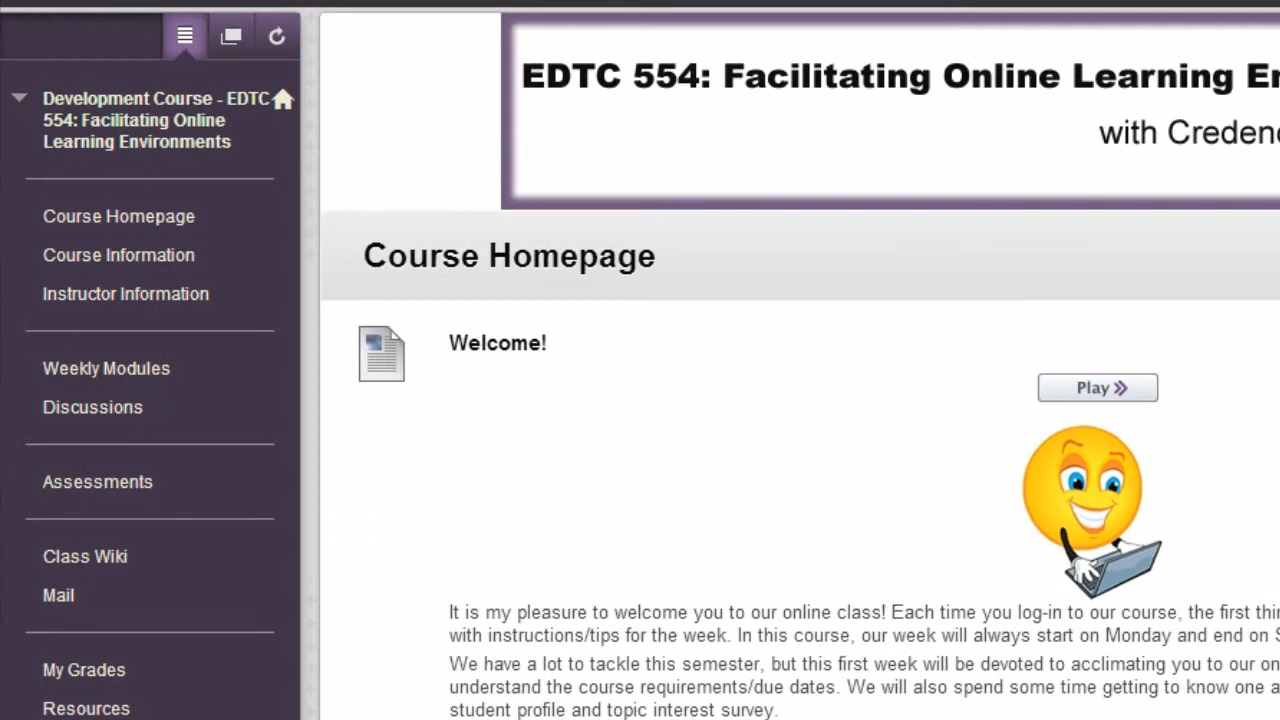 Development Course - EDTC
554: Facilitating Online
Learning Environments
Course Homepage
Course Information
Instructor Information
Weekly Modules
Discussions
Assessments
Class Wiki
Mail
My Grades
Resources
EDTC 554: Facilitating Online Learning
with
Course Homepage
Welcome!
Play
It is my pleasure to welcome you to our online class! Each time you log-in to our course, the first
with instructions/tips for the week. In this course, our week will always start on Monday and end on
We have a lot to tackle this semester, but this first week will be devoted to acclimating you to our
understand the course requirements/due dates. We will also spend some time getting to know one
student profile and topic interest survey.